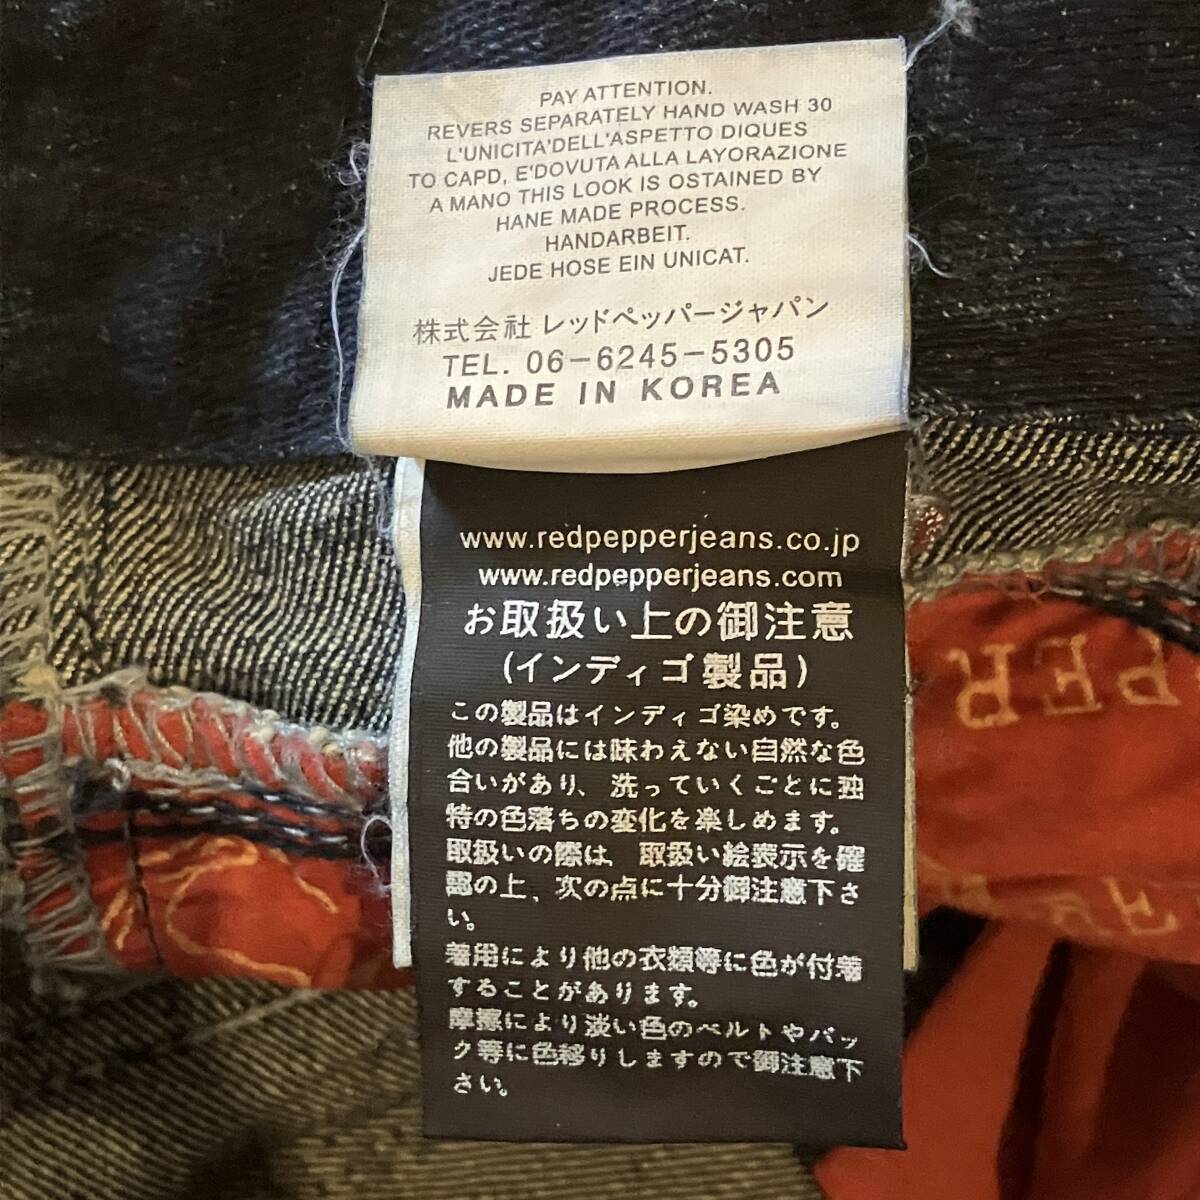 PAY ATTENTION.
REVERS SEPARATELY HAND WASH 30
L'UNICITA'DELL'ASPETTO DIQUES
TO CAPD, E'DOVUTA ALLA LAYORAZIONE
A MANO THIS LOOK IS OSTAINED BY
HANE MADE PROCESS.
HANDARBEIT.
JEDE HOSE EIN UNICAT.
株式会社 レッドペッパージャパン
TEL. 06-6245-5305
MADE IN KOREA
www.redpepperjeans.co.jp
www.redpepperjeans.com
お取扱い上の御注意
(インディゴ製品)
この製品はインディゴ染めです。
他の製品には味わえない自然な色
合いがあり、洗っていくごとに独
特の色落ちの変化を楽しめます。
取扱いの際は、取扱い絵表示を確
認の上、次の点に十分御注意下さ
い。
着用により他の衣類等に色が付着
することがあります。
摩擦により淡い色のベルトやバッ
ク等に色移りしますので御注意下
さい。
PER